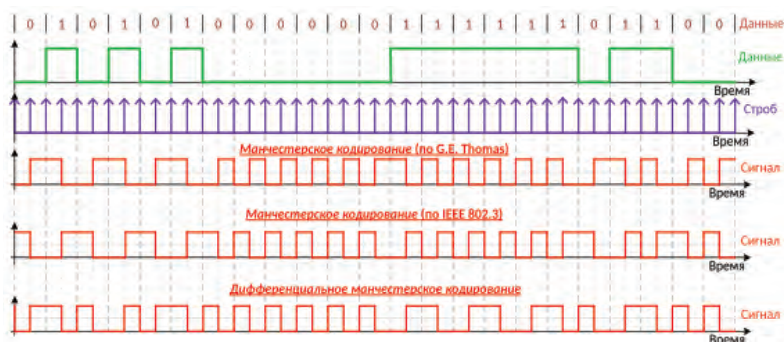 0 1 0 1 0 1 0 0 0 0 0 0 1 1 1 1 1 1 0 1 1 0 0 Данные
Данные
Время
Строб
Время
Манчестерское кодирование (по G.E. Thomas)
Сигнал
Время
Манчестерское кодирование (по IEEE 802.3)
Сигнал
Время
Дифференциальное манчестерское кодирование
Сигнал
Время